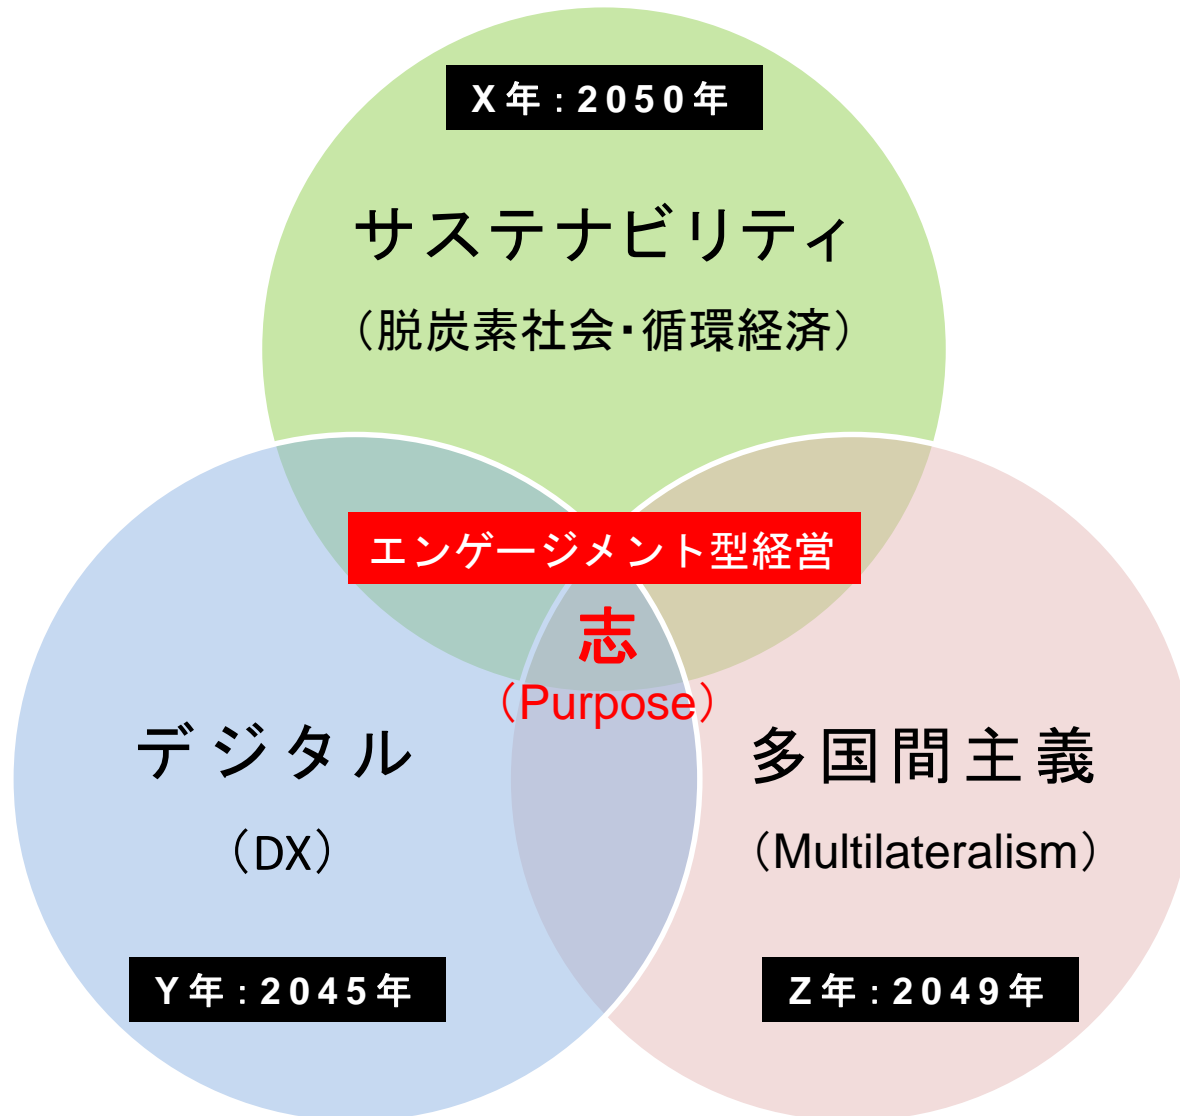 X年:2050年
サステナビリティ
（脱炭素社会・循環経済）
エンゲージメント型経営
志
（Purpose）
デジタル
（DX）
Y年:2045年
多国間主義
（Multilateralism）
Z年:2049年